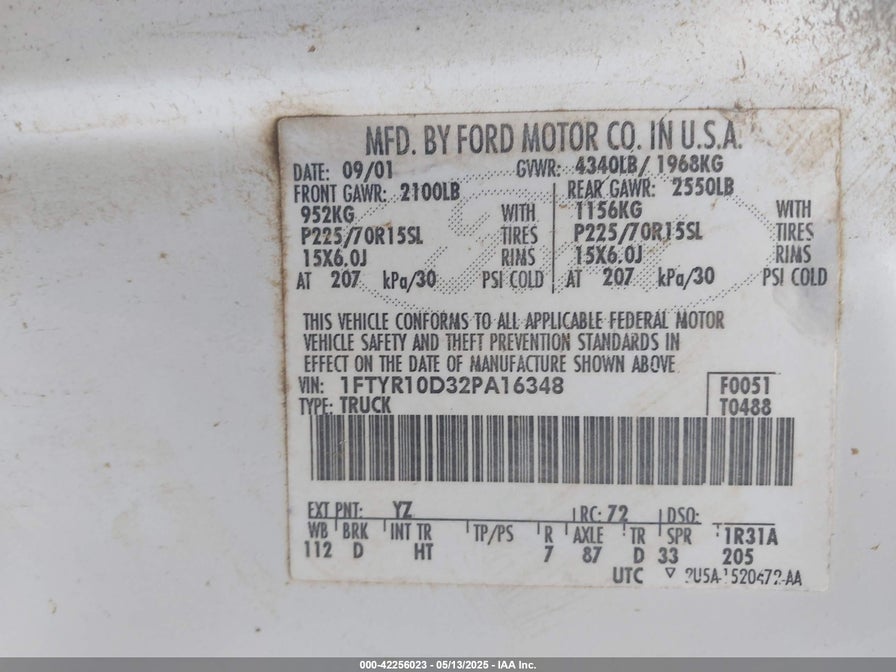 MFD. BY FORD MOTOR CO. IN U.S.A.
DATE: 09/01 GVWR: 4340LB/ 1968KG
FRONT GAWR: 2100LB REAR GAWR: 2550LB
952KG WITH 1156KG WITH
P225/70R15SL TIRES P225/70R15SL TIRES
15X6.0J RIMS 15X6.0J RIMS
AT 207 kPa/30 PSI COLD AT 207 kPa/30 PSI COLD
THIS VEHICLE CONFORMS TO ALL APPLICABLE FEDERAL MOTOR
VEHICLE SAFETY AND THEFT PREVENTION STANDARDS IN
EFFECT ON THE DATE OF MANUFACTURE SHOWN ABOVE
VIN: 1FTYR10D32PA16348 F0051
TYPE: TRUCK T0488
EXT PNT: YZ RC: 72 DSO:
WB BRK INT TR TP/PS R AXLE TR SPR 1R31A
112 D HT 7 87 D 33 205
UTC
000-42256023 - 05/13/2025 - IAA Inc.